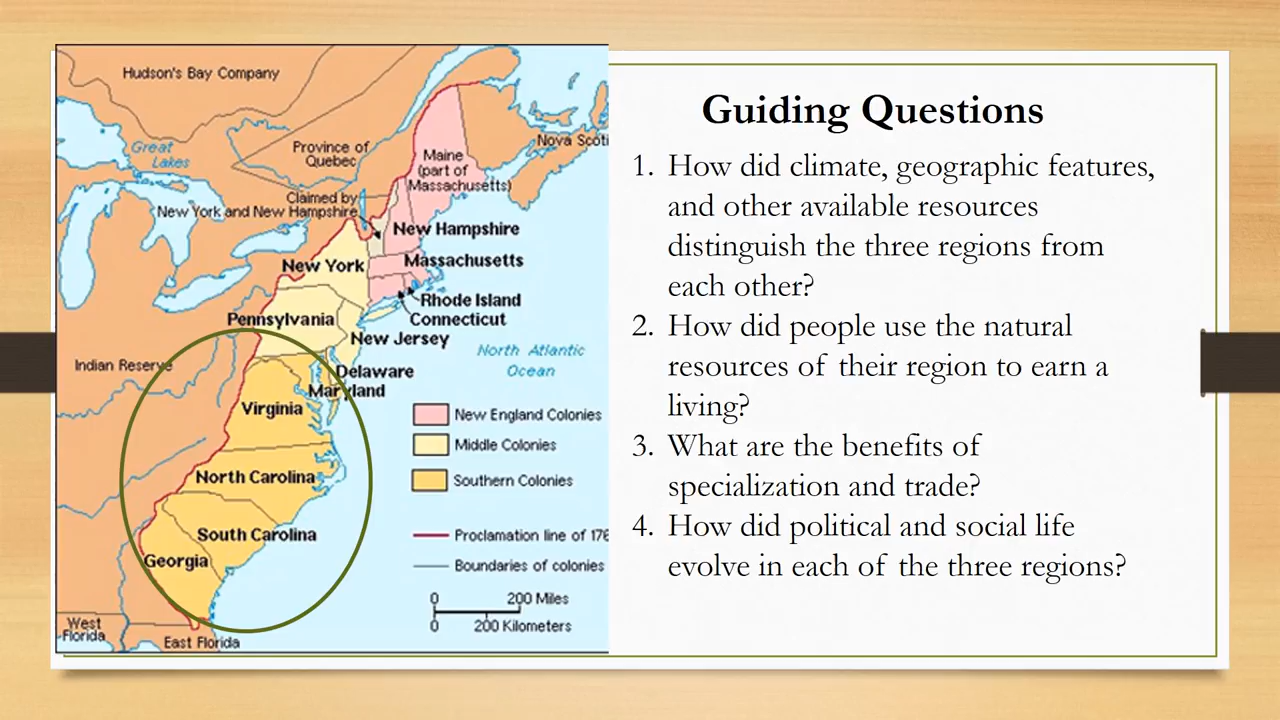 Hudson's Bay Company
Great
Lakes
Province of
Quebec
Nova Scoti
Maine
(part of
Massachusetts)
Claimed by
New York and New Hampshire
New Hampshire
New York
Massachusetts
Rhode Island
Connecticut
Pennsylvania
New Jersey
North Atlantic
Ocean
Indian Reserve
Delaware
Maryland
Virginia
New England Colonies
Middle Colonies
North Carolina
Southern Colonies
South Carolina
Proclamation line of 176
Georgia
Boundaries of colonies
0 200 Miles
0 200 Kilometers
West
Florida
East Florida
Guiding Questions
1. How did climate, geographic features,
and other available resources
distinguish the three regions from
each other?
2. How did people use the natural
resources of their region to earn a
living?
3. What are the benefits of
specialization and trade?
4. How did political and social life
evolve in each of the three regions?